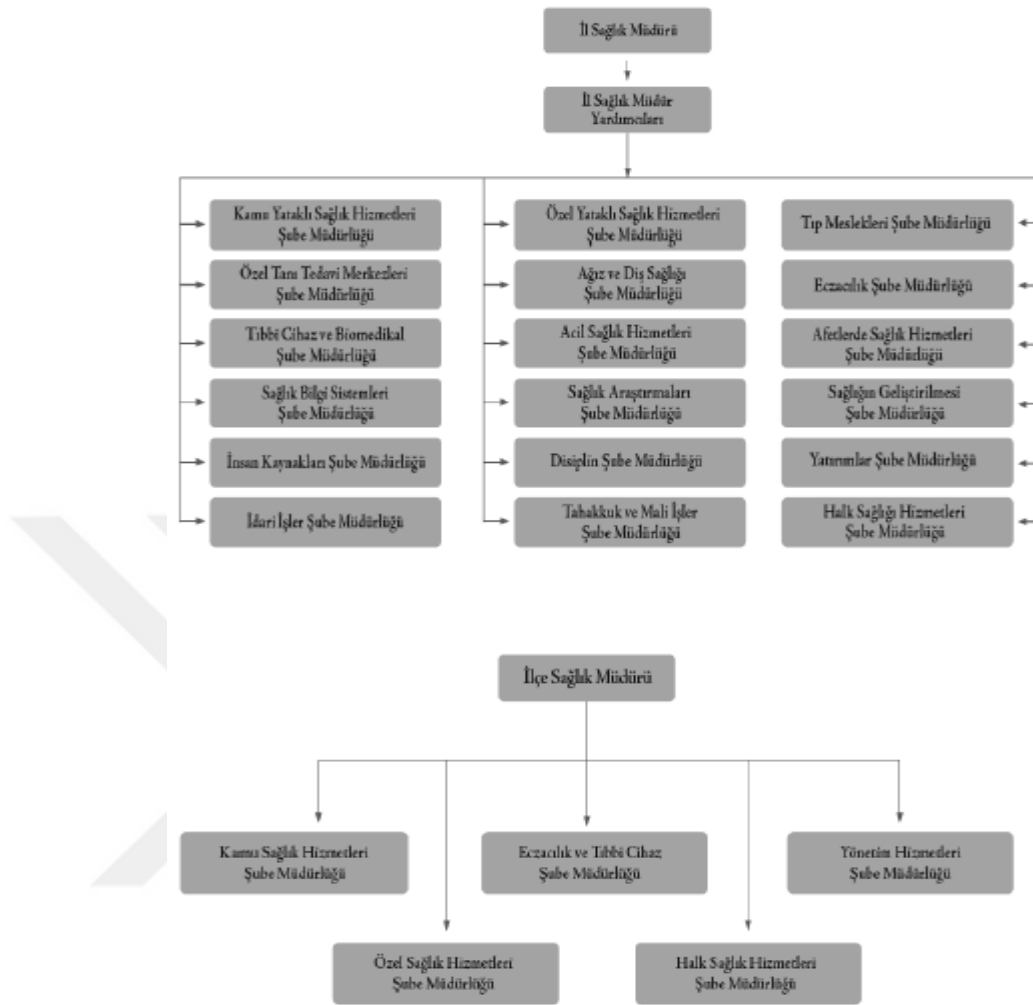 İl Sağlık Müdürü
İl Sağlık Müdür
Yardımcıları
Kamu Yataklı Sağlık Hizmetleri
Şube Müdürlüğü
Özel Yataklı Sağlık Hizmetleri
Şube Müdürlüğü
Tıp Meslekleri Şube Müdürlüğü
Özel Tanı Tedavi Merkezleri
Şube Müdürlüğü
Ağız ve Diş Sağlığı
Şube Müdürlüğü
Eczacılık Şube Müdürlüğü
Tıbbi Cihaz ve Biomedikal
Şube Müdürlüğü
Acil Sağlık Hizmetleri
Şube Müdürlüğü
Afetlerde Sağlık Hizmetleri
Şube Müdürlüğü
Sağlık Bilgi Sistemleri
Şube Müdürlüğü
Sağlık Araştırmaları
Şube Müdürlüğü
Sağlığın Geliştirilmesi
Şube Müdürlüğü
İnsan Kaynakları Şube Müdürlüğü
Disiplin Şube Müdürlüğü
Yatırımlar Şube Müdürlüğü
İdari İşler Şube Müdürlüğü
Tahakkuk ve Mali İşler
Şube Müdürlüğü
Halk Sağlığı Hizmetleri
Şube Müdürlüğü
İlçe Sağlık Müdürü
Kamu Sağlık Hizmetleri
Şube Müdürlüğü
Eczacılık ve Tıbbi Cihaz
Şube Müdürlüğü
Yönetim Hizmetleri
Şube Müdürlüğü
Özel Sağlık Hizmetleri
Şube Müdürlüğü
Halk Sağlık Hizmetleri
Şube Müdürlüğü